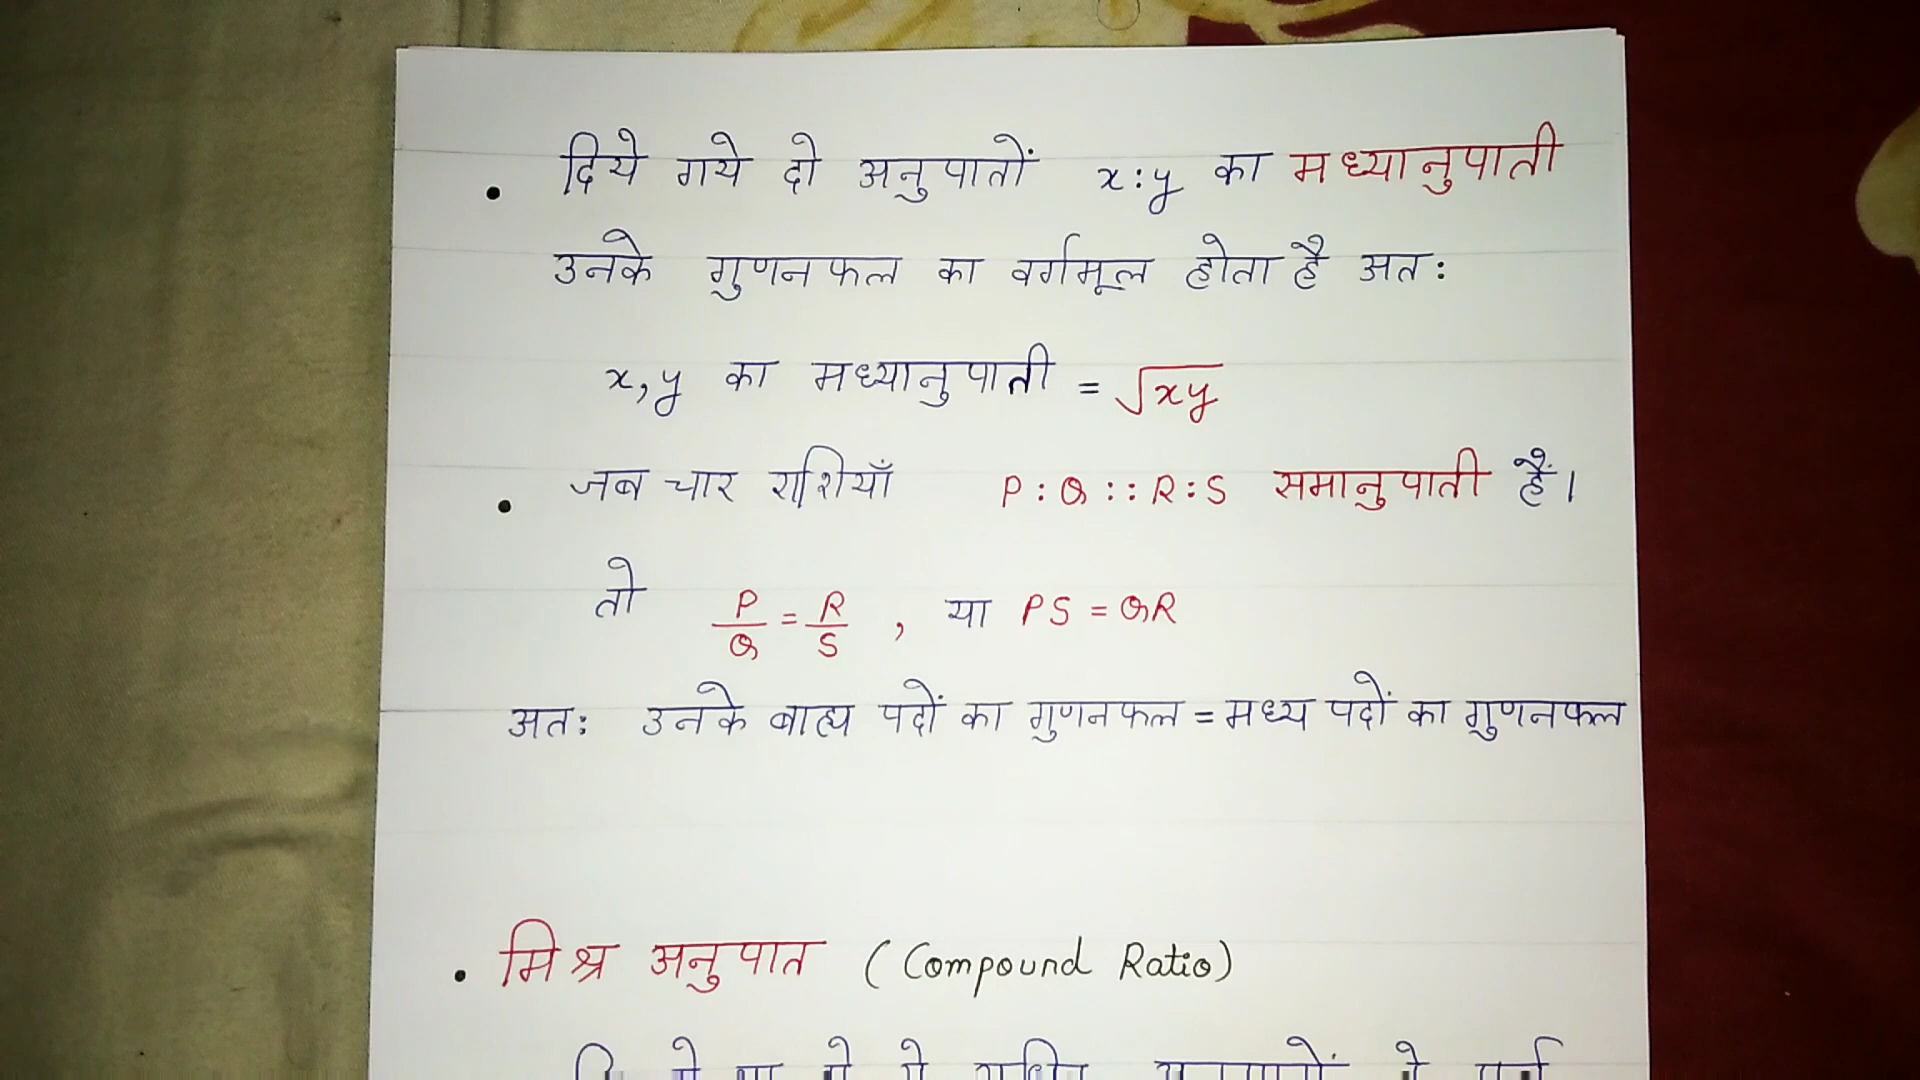 • दिये गये दो अनुपातों x:y का मध्यानुपाती
उनके गुणनफल का वर्गमूल होता है अत:
x,y का मध्यानुपाती = √xy
• जब चार राशियाँ P:Q::R:S समानुपाती हैं।
तो P/Q = R/S , या PS = QR
अत: उनके बाह्य पदों का गुणनफल = मध्य पदों का गुणनफल
• मिश्र अनुपात (Compound Ratio)